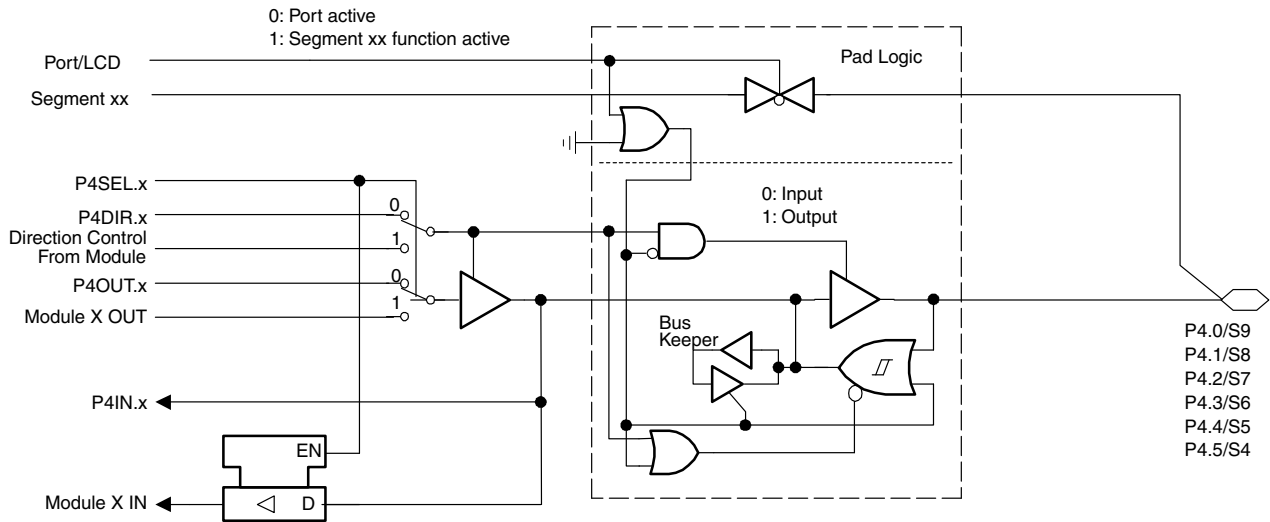 0: Port active
1: Segment xx function active
Port/LCD
Pad Logic
Segment xx
P4SEL.x
0: Input
1: Output
P4DIR.x
0
Direction Control
From Module
1
P4OUT.x
0
Module X OUT
1
Bus
Keeper
P4.0/S9
P4.1/S8
P4.2/S7
P4.3/S6
P4.4/S5
P4.5/S4
P4IN.x
EN
Module X IN
D